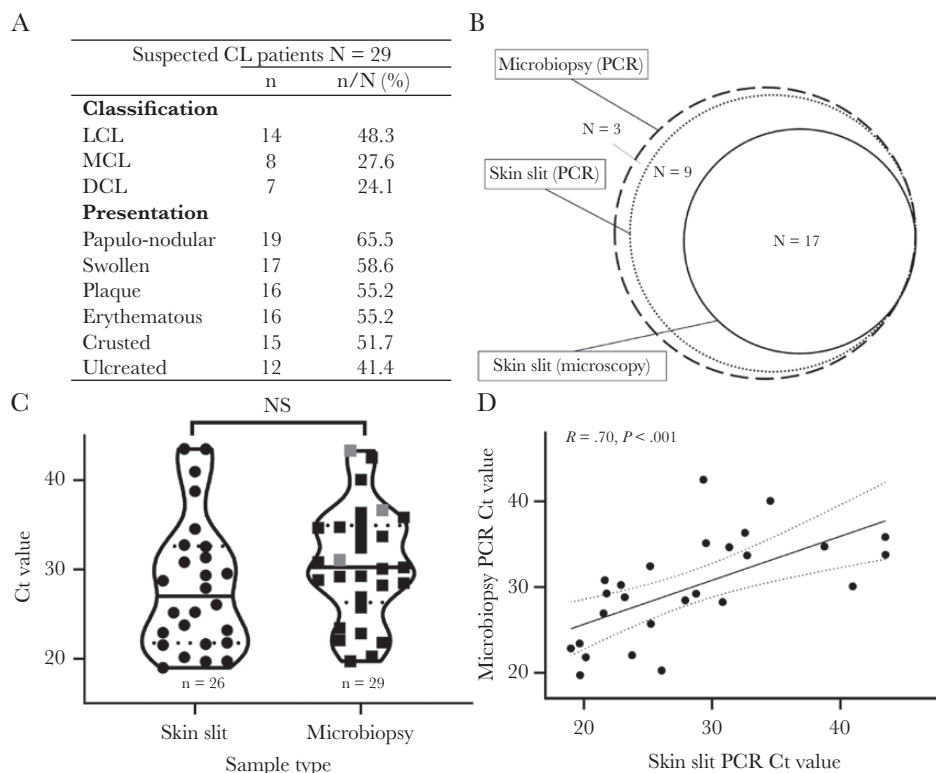 A
Suspected CL patients N = 29
n n/N (%)
Classification
LCL 14 48.3
MCL 8 27.6
DCL 7 24.1
Presentation
Papulo-nodular 19 65.5
Swollen 17 58.6
Plaque 16 55.2
Erythematous 16 55.2
Crusted 15 51.7
Ulcreated 12 41.4
B
Microbiopsy (PCR)
N = 3
Skin slit (PCR)
N = 9
N = 17
Skin slit (microscopy)
C
NS
Ct value
40
30
20
n = 26 n = 29
Skin slit Microbiopsy
Sample type
D
R = .70, P < .001
Microbiopsy PCR Ct value
40
30
20
20 30 40
Skin slit PCR Ct value